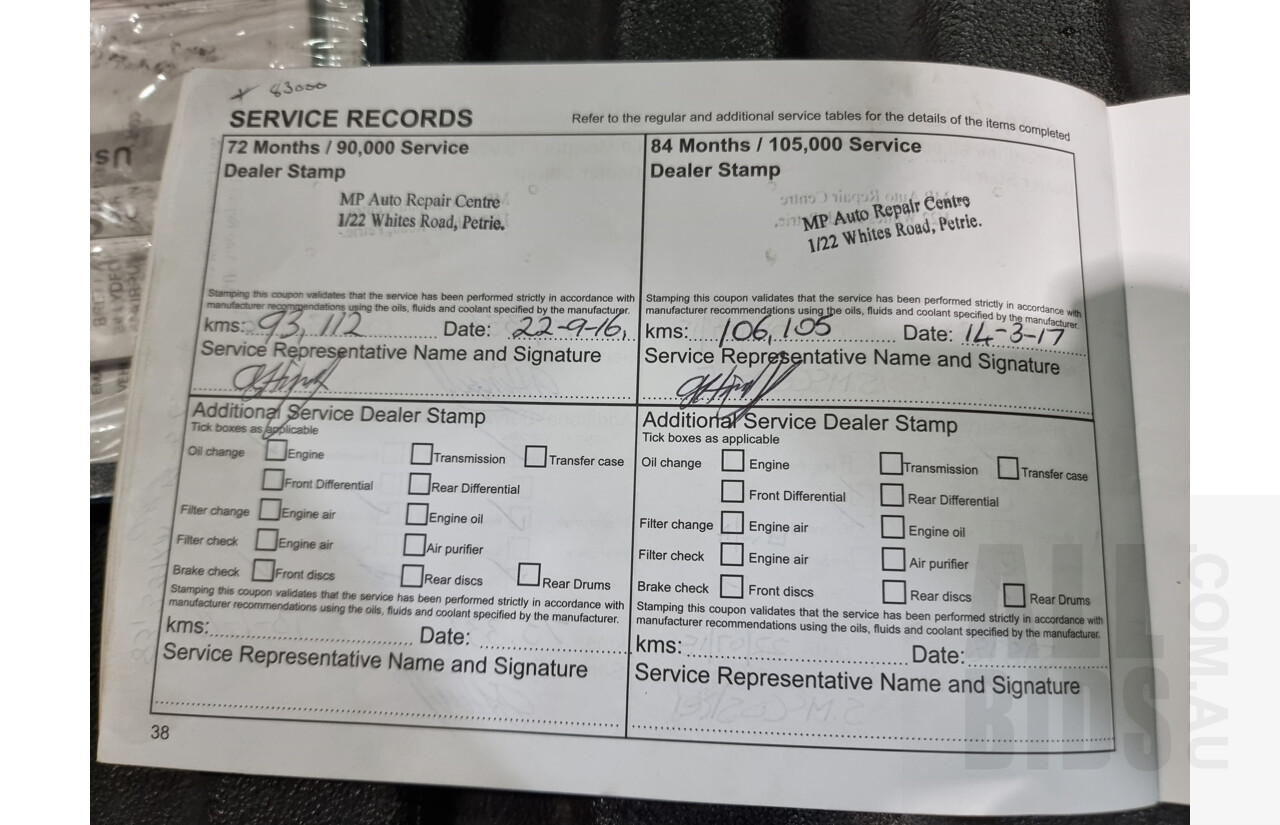 x 83000
SERVICE RECORDS
Refer to the regular and additional service tables for the details of the items completed
72 Months / 90,000 Service
Dealer Stamp
MP Auto Repair Centre
1/22 Whites Road, Petrie.
Stamping this coupon validates that the service has been performed strictly in accordance with
manufacturer recommendations using the oils, fluids and coolant specified by the manufacturer.
kms: 93,112 Date: 22-9-16,
Service Representative Name and Signature
Additional Service Dealer Stamp
Tick boxes as applicable
Oil change Engine Transmission Transfer case
Front Differential Rear Differential
Filter change Engine air Engine oil
Filter check Engine air Air purifier
Brake check Front discs Rear discs Rear Drums
Stamping this coupon validates that the service has been performed strictly in accordance with
manufacturer recommendations using the oils, fluids and coolant specified by the manufacturer.
kms: Date:
Service Representative Name and Signature
84 Months / 105,000 Service
Dealer Stamp
MP Auto Repair Centre
1/22 Whites Road, Petrie.
Stamping this coupon validates that the service has been performed strictly in accordance with
manufacturer recommendations using the oils, fluids and coolant specified by the manufacturer.
kms: 106,105 Date: 14-3-17
Service Representative Name and Signature
Additional Service Dealer Stamp
Tick boxes as applicable
Oil change Engine Transmission Transfer case
Front Differential Rear Differential
Filter change Engine air Engine oil
Filter check Engine air Air purifier
Brake check Front discs Rear discs Rear Drums
Stamping this coupon validates that the service has been performed strictly in accordance with
manufacturer recommendations using the oils, fluids and coolant specified by the manufacturer.
kms: Date:
Service Representative Name and Signature
38
ALL
BIDS
.COM.AU